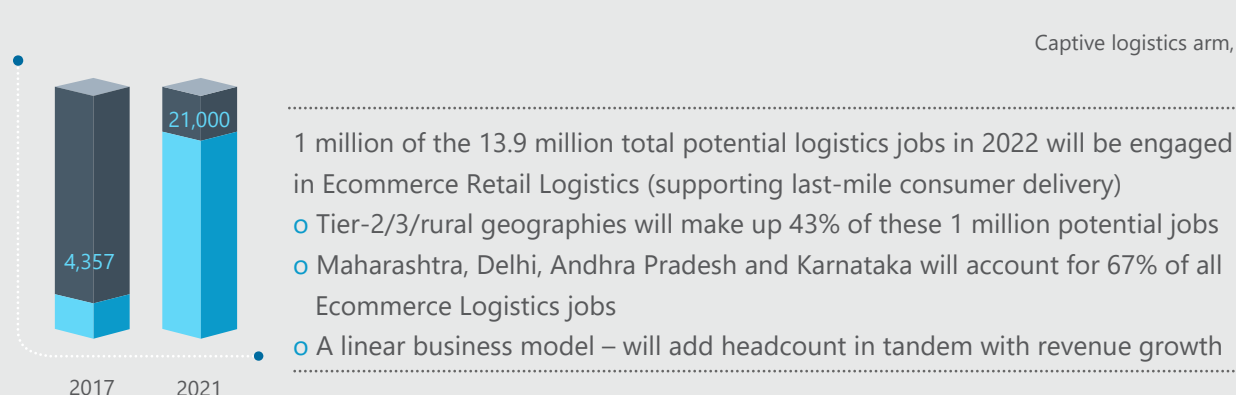 Captive logistics arm,
21,000
4,357
2017
2021
1 million of the 13.9 million total potential logistics jobs in 2022 will be engaged
in Ecommerce Retail Logistics (supporting last-mile consumer delivery)
o Tier-2/3/rural geographies will make up 43% of these 1 million potential jobs
o Maharashtra, Delhi, Andhra Pradesh and Karnataka will account for 67% of all
Ecommerce Logistics jobs
o A linear business model – will add headcount in tandem with revenue growth